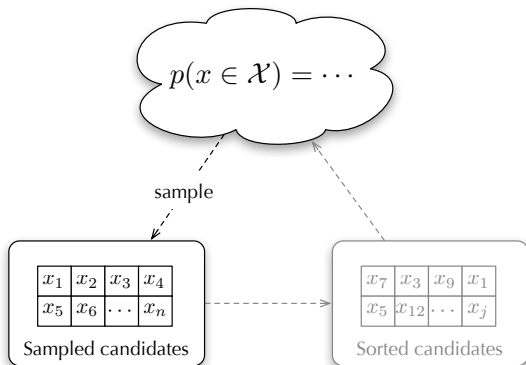 p(x ∈ 𝒳) = ···
sample
x₁ x₂ x₃ x₄
x₅ x₆ ··· xₙ
Sampled candidates
x₇ x₃ x₉ x₁
x₅ x₁₂ ··· xⱼ
Sorted candidates